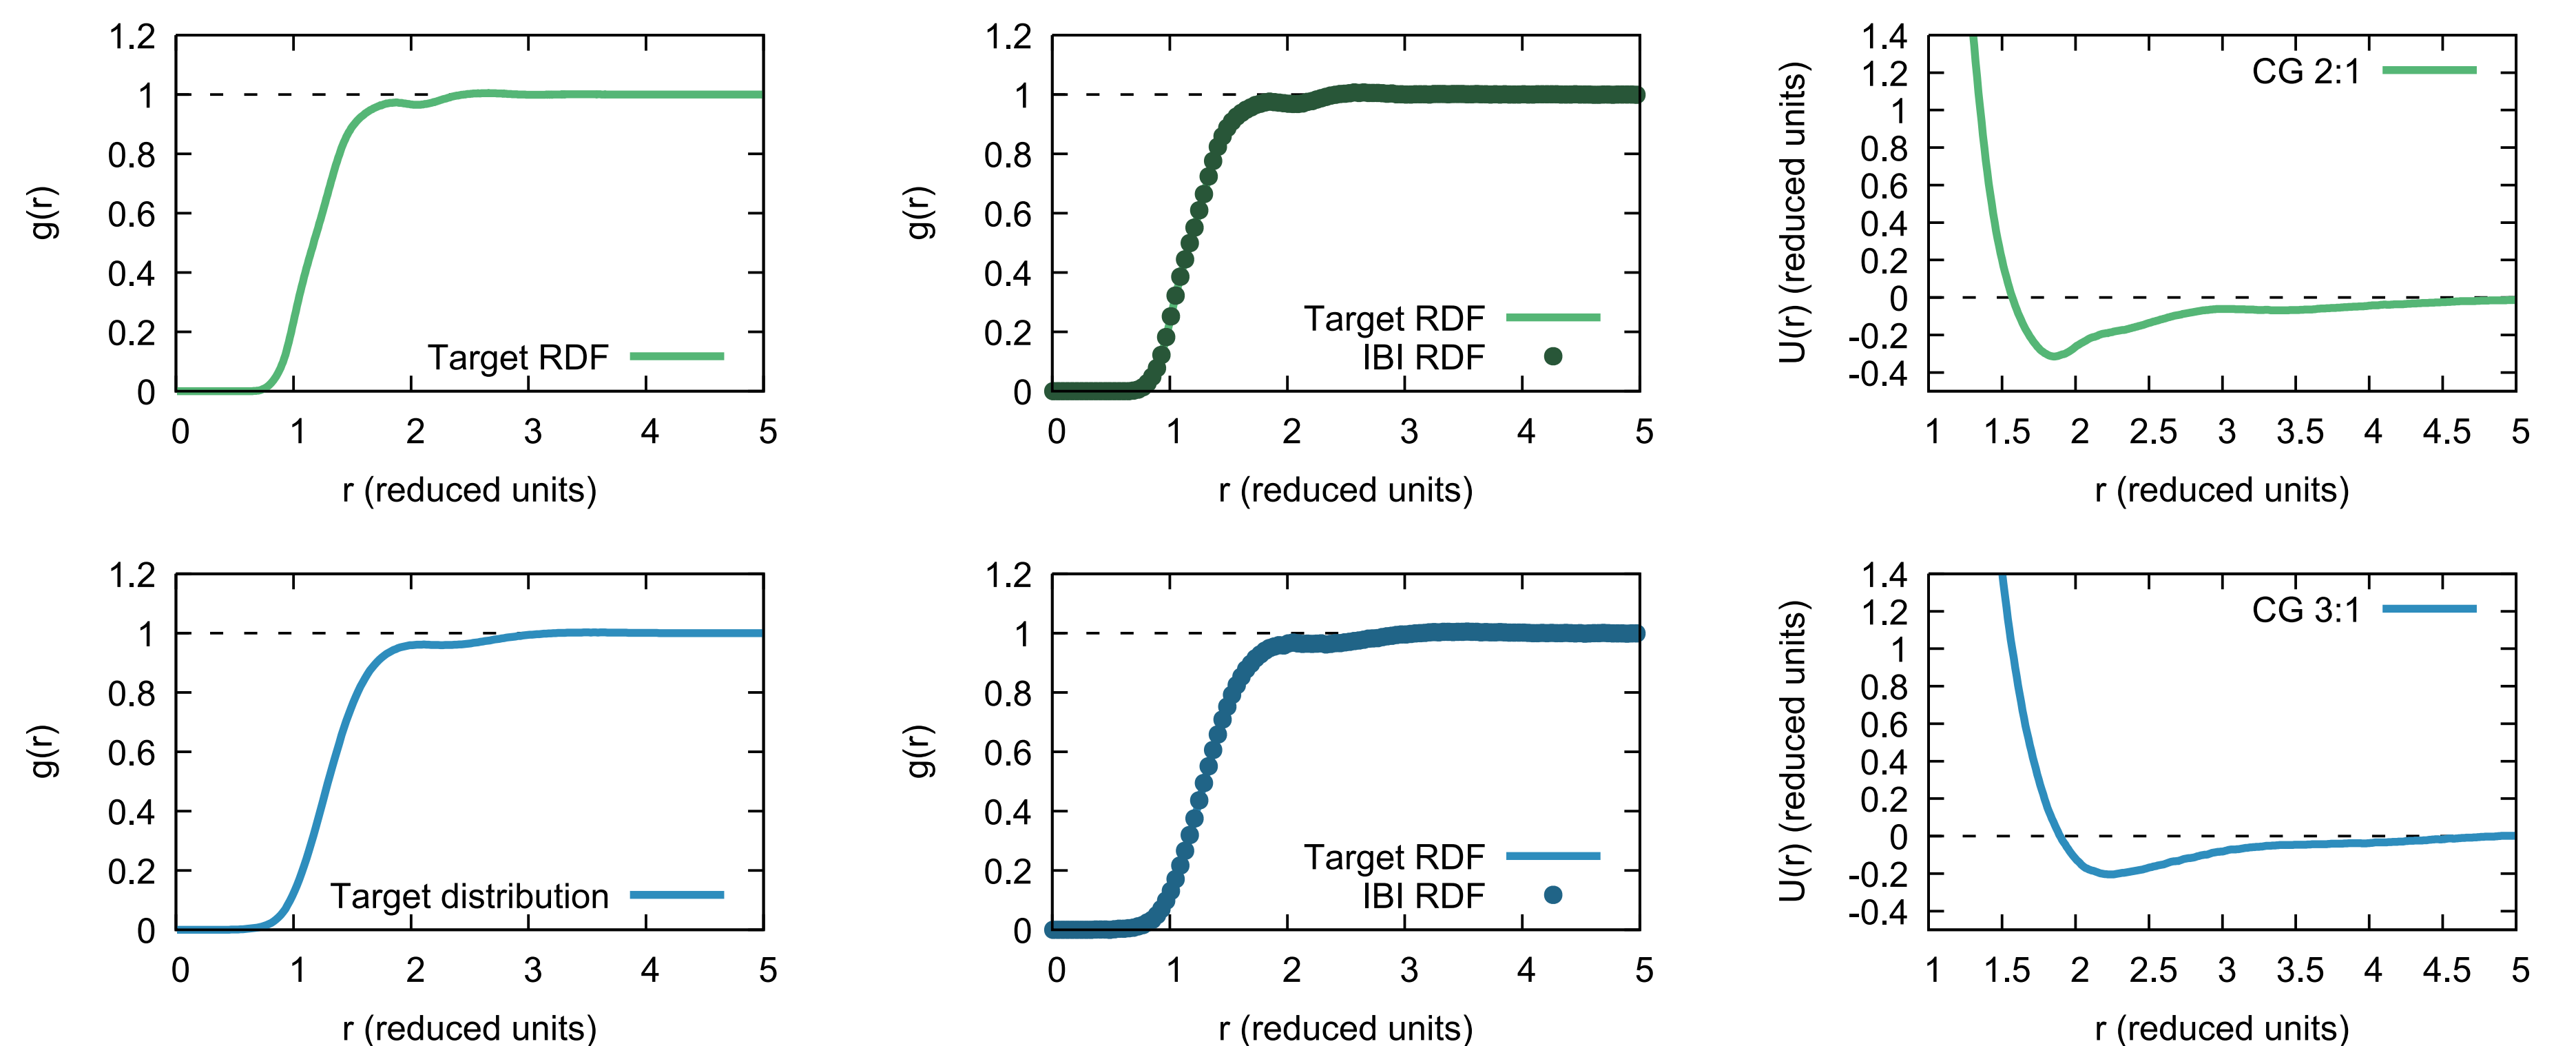 1.2
1
0.8
0.6
0.4
0.2
0
g(r)
Target RDF
0 1 2 3 4 5
r (reduced units)
1.2
1
0.8
0.6
0.4
0.2
0
g(r)
Target RDF
IBI RDF
0 1 2 3 4 5
r (reduced units)
1.4
1.2
1
0.8
0.6
0.4
0.2
0
-0.2
-0.4
U(r) (reduced units)
CG 2:1
1 1.5 2 2.5 3 3.5 4 4.5 5
r (reduced units)
1.2
1
0.8
0.6
0.4
0.2
0
g(r)
Target distribution
0 1 2 3 4 5
r (reduced units)
1.2
1
0.8
0.6
0.4
0.2
0
g(r)
Target RDF
IBI RDF
0 1 2 3 4 5
r (reduced units)
1.4
1.2
1
0.8
0.6
0.4
0.2
0
-0.2
-0.4
U(r) (reduced units)
CG 3:1
1 1.5 2 2.5 3 3.5 4 4.5 5
r (reduced units)